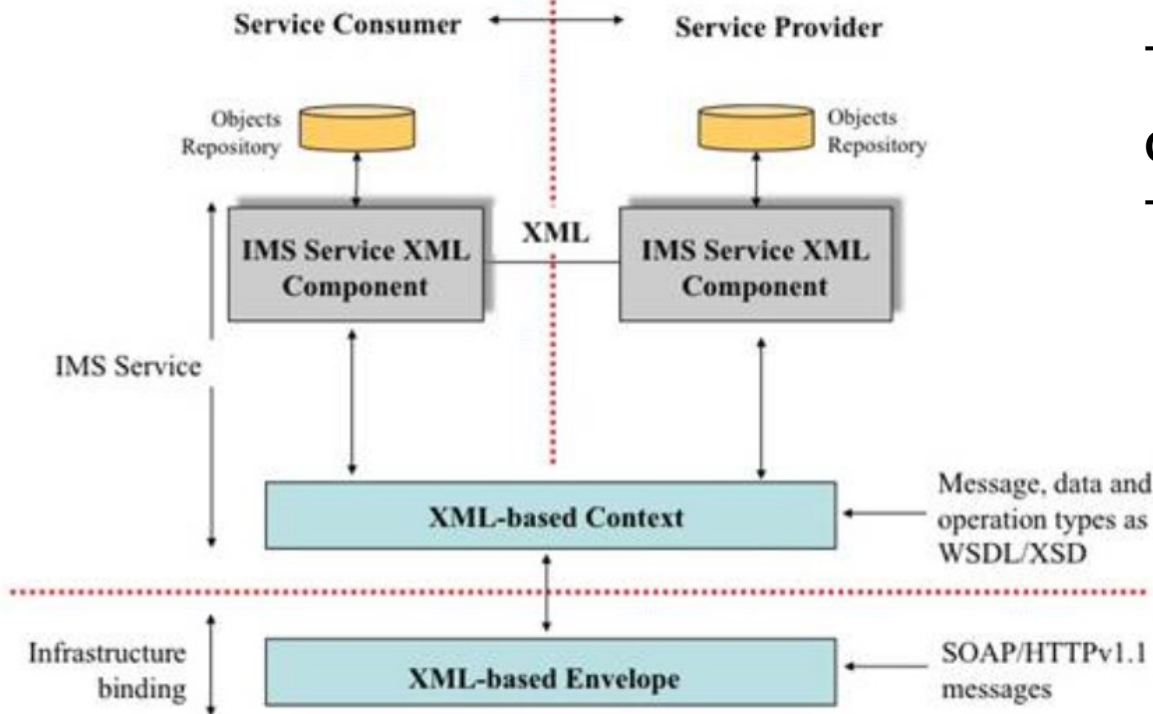 Service Consumer
Service Provider
Objects
Repository
Objects
Repository
IMS Service XML
Component
XML
IMS Service XML
Component
IMS Service
XML-based Context
Message, data and
operation types as
WSDL/XSD
Infrastructure
binding
XML-based Envelope
SOAP/HTTPv1.1
messages